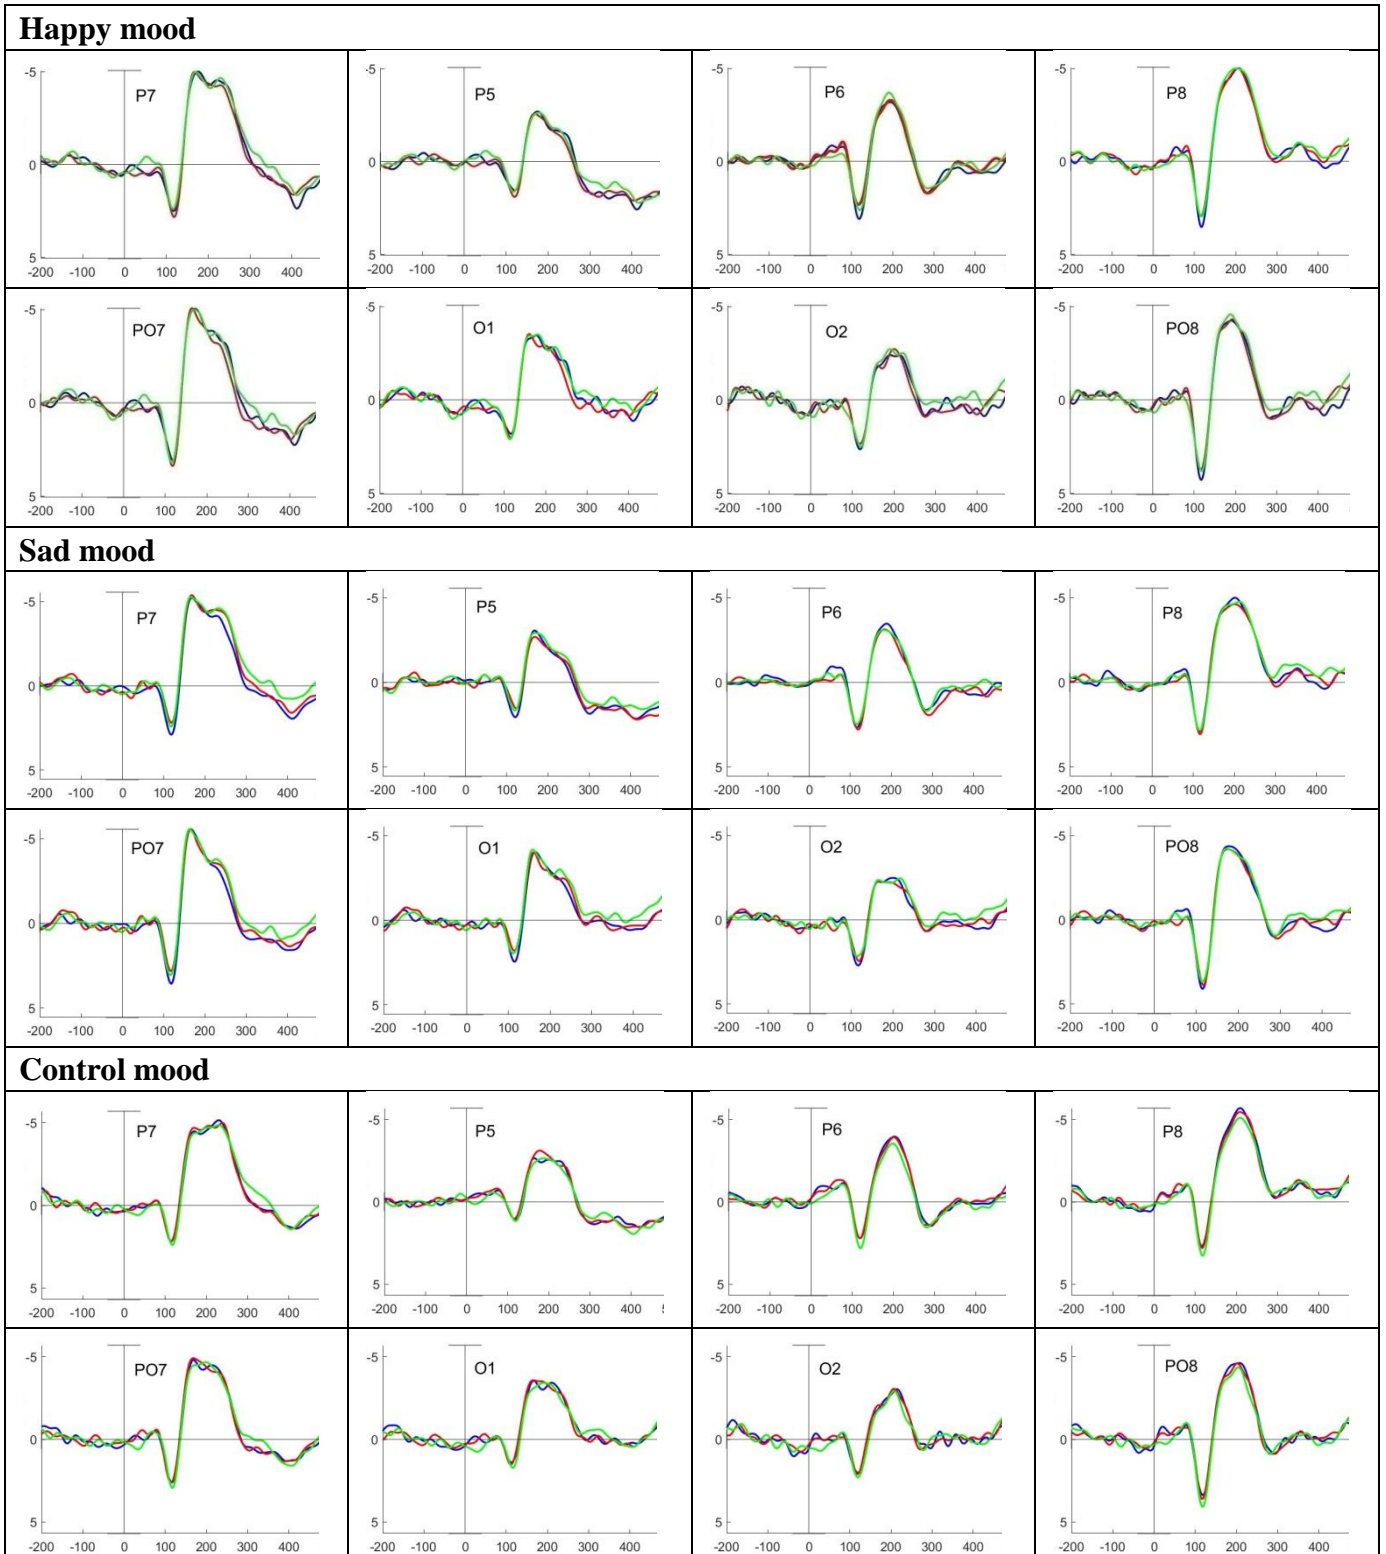 Happy mood
-5 P7 0 5 -200 -100 0 100 200 300 400
-5 P5 0 5 -200 -100 0 100 200 300 400
-5 P6 0 5 -200 -100 0 100 200 300 400
-5 P8 0 5 -200 -100 0 100 200 300 400
-5 PO7 0 5 -200 -100 0 100 200 300 400
-5 O1 0 5 -200 -100 0 100 200 300 400
-5 O2 0 5 -200 -100 0 100 200 300 400
-5 PO8 0 5 -200 -100 0 100 200 300 400
Sad mood
-5 P7 0 5 -200 -100 0 100 200 300 400
-5 P5 0 5 -200 -100 0 100 200 300 400
-5 P6 0 5 -200 -100 0 100 200 300 400
-5 P8 0 5 -200 -100 0 100 200 300 400
-5 PO7 0 5 -200 -100 0 100 200 300 400
-5 O1 0 5 -200 -100 0 100 200 300 400
-5 O2 0 5 -200 -100 0 100 200 300 400
-5 PO8 0 5 -200 -100 0 100 200 300 400
Control mood
-5 P7 0 5 -200 -100 0 100 200 300 400
-5 P5 0 5 -200 -100 0 100 200 300 400
-5 P6 0 5 -200 -100 0 100 200 300 400
-5 P8 0 5 -200 -100 0 100 200 300 400
-5 PO7 0 5 -200 -100 0 100 200 300 400
-5 O1 0 5 -200 -100 0 100 200 300 400
-5 O2 0 5 -200 -100 0 100 200 300 400
-5 PO8 0 5 -200 -100 0 100 200 300 400